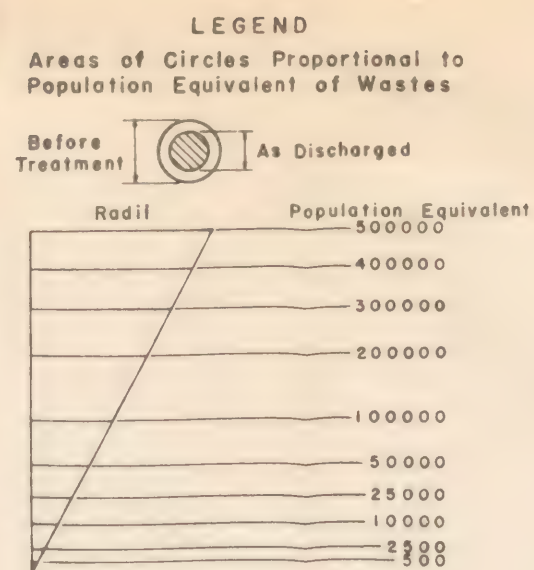 LEGEND
Areas of Circles Proportional to
Population Equivalent of Wastes
Before
Treatment
As Discharged
Radii
Population Equivalent
500000
400000
300000
200000
100000
50000
25000
10000
2500
500